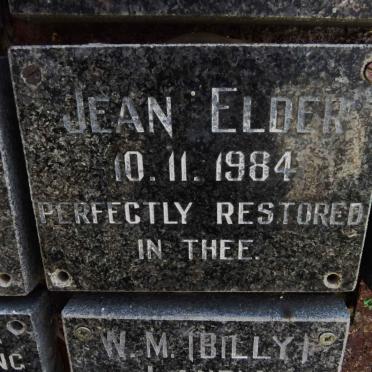 JEAN ELDER
10.11.1984
PERFECTLY RESTORED
IN THEE.
W.M. (BILLY)